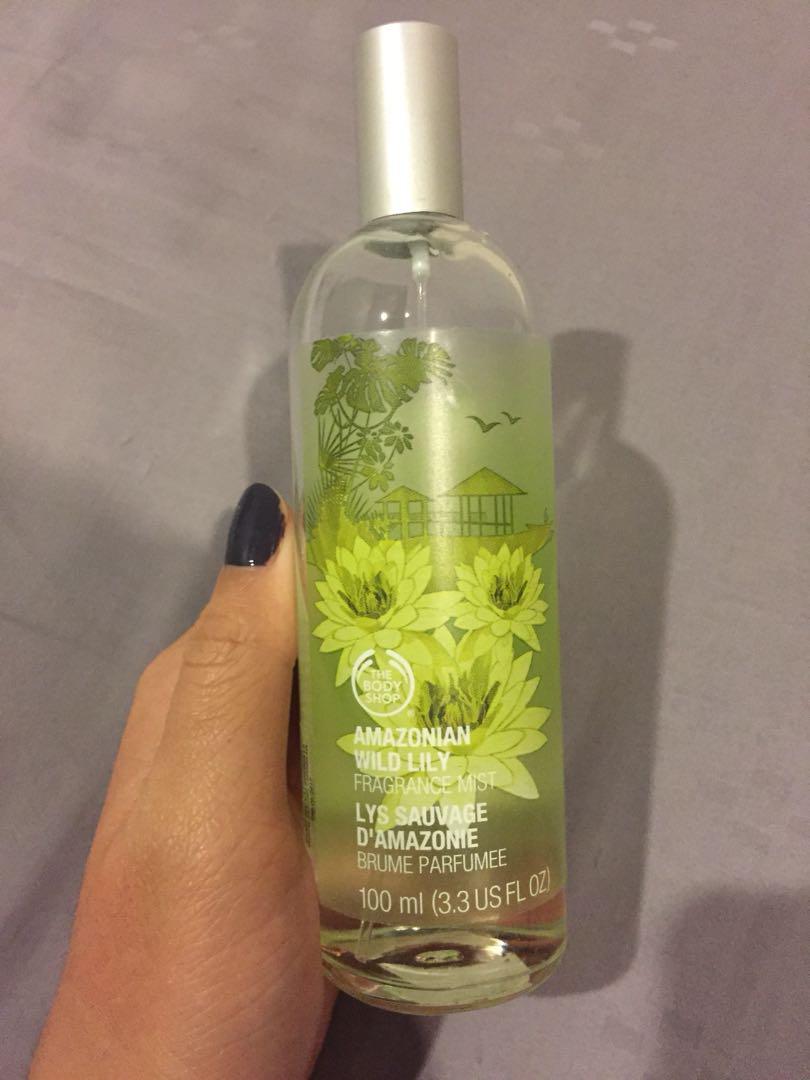 THE
BODY
SHOP
®
AMAZONIAN
WILD LILY
FRAGRANCE MIST
LYS SAUVAGE
D'AMAZONIE
BRUME PARFUMEE
100 ml (3.3 US FL OZ)